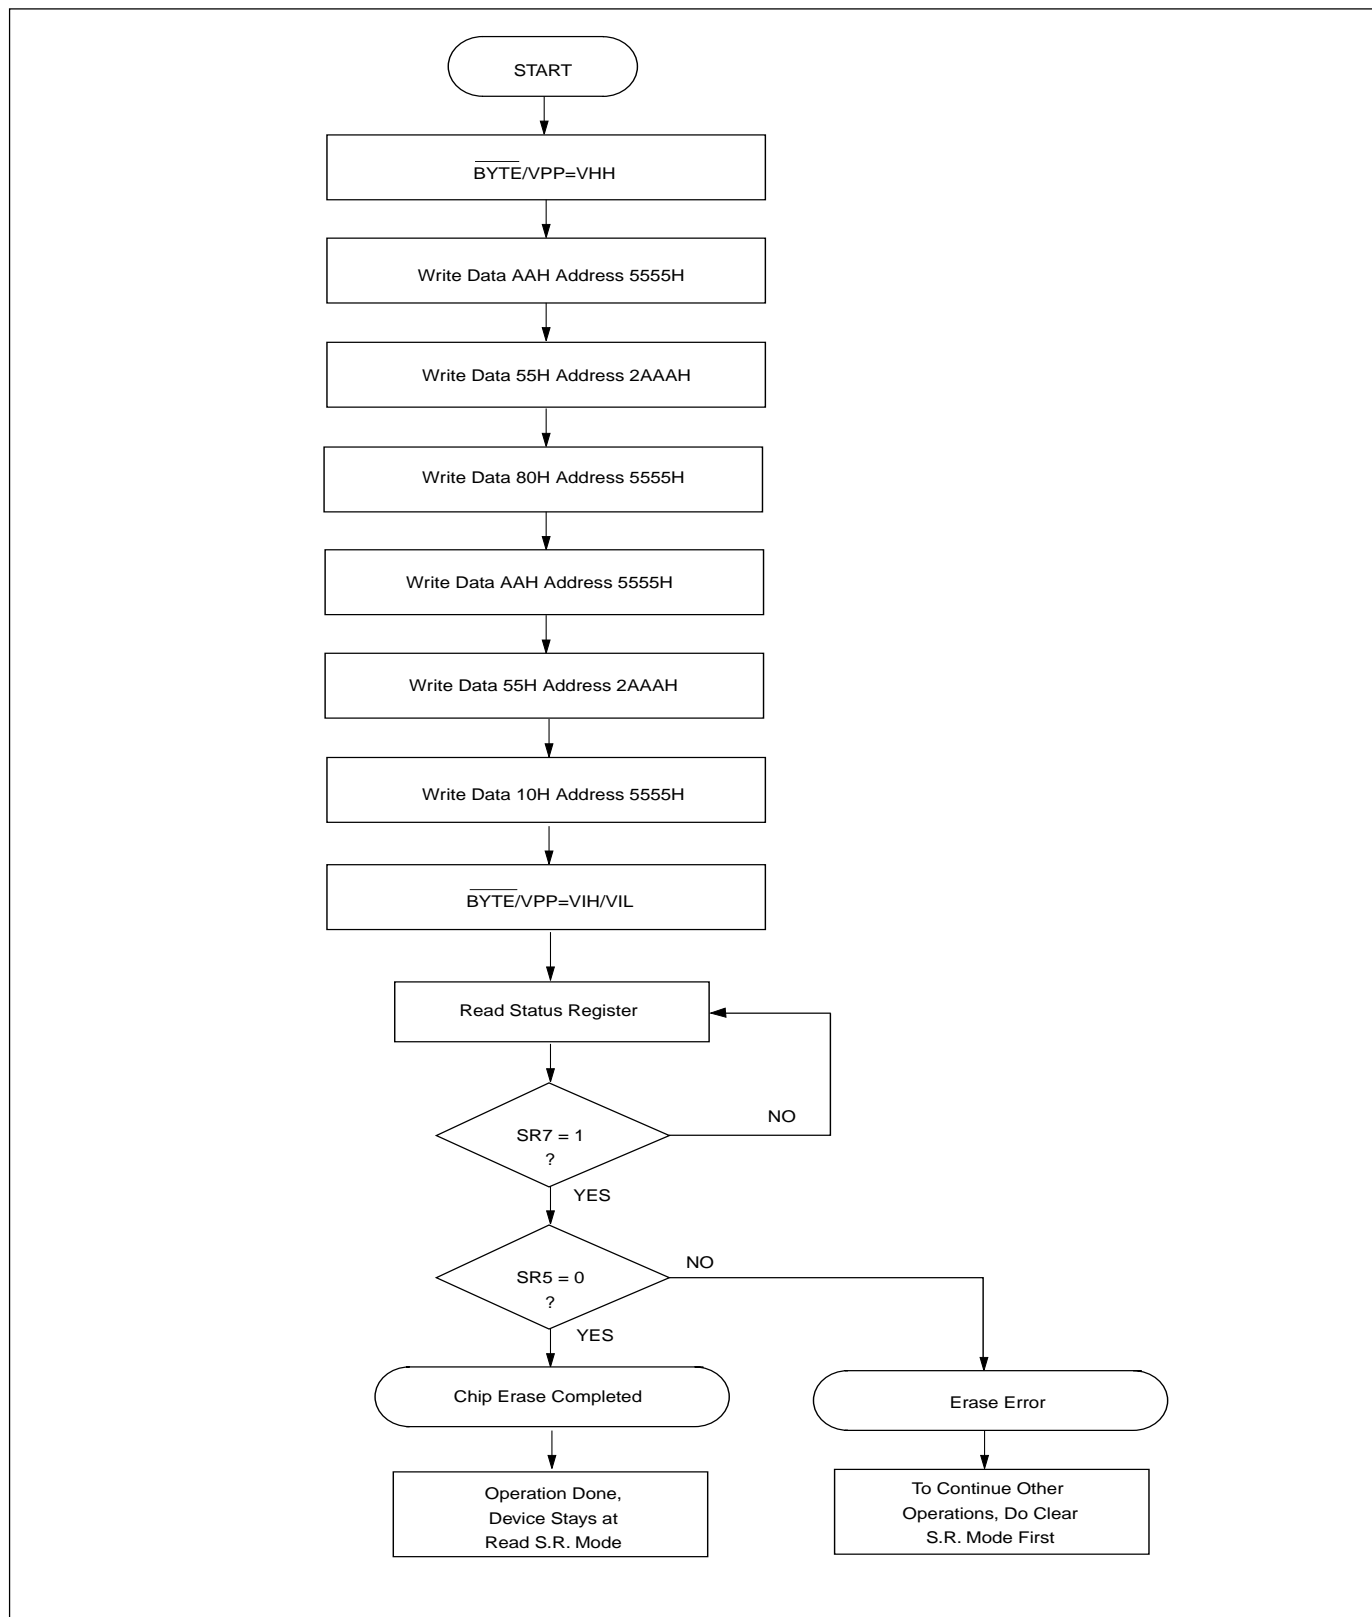 START
BYTE/VPP=VHH
Write Data AAH Address 5555H
Write Data 55H Address 2AAAH
Write Data 80H Address 5555H
Write Data AAH Address 5555H
Write Data 55H Address 2AAAH
Write Data 10H Address 5555H
BYTE/VPP=VIH/VIL
Read Status Register
NO
SR7 = 1
?
YES
NO
SR5 = 0
?
YES
Chip Erase Completed
Erase Error
Operation Done,
Device Stays at
Read S.R. Mode
To Continue Other
Operations, Do Clear
S.R. Mode First